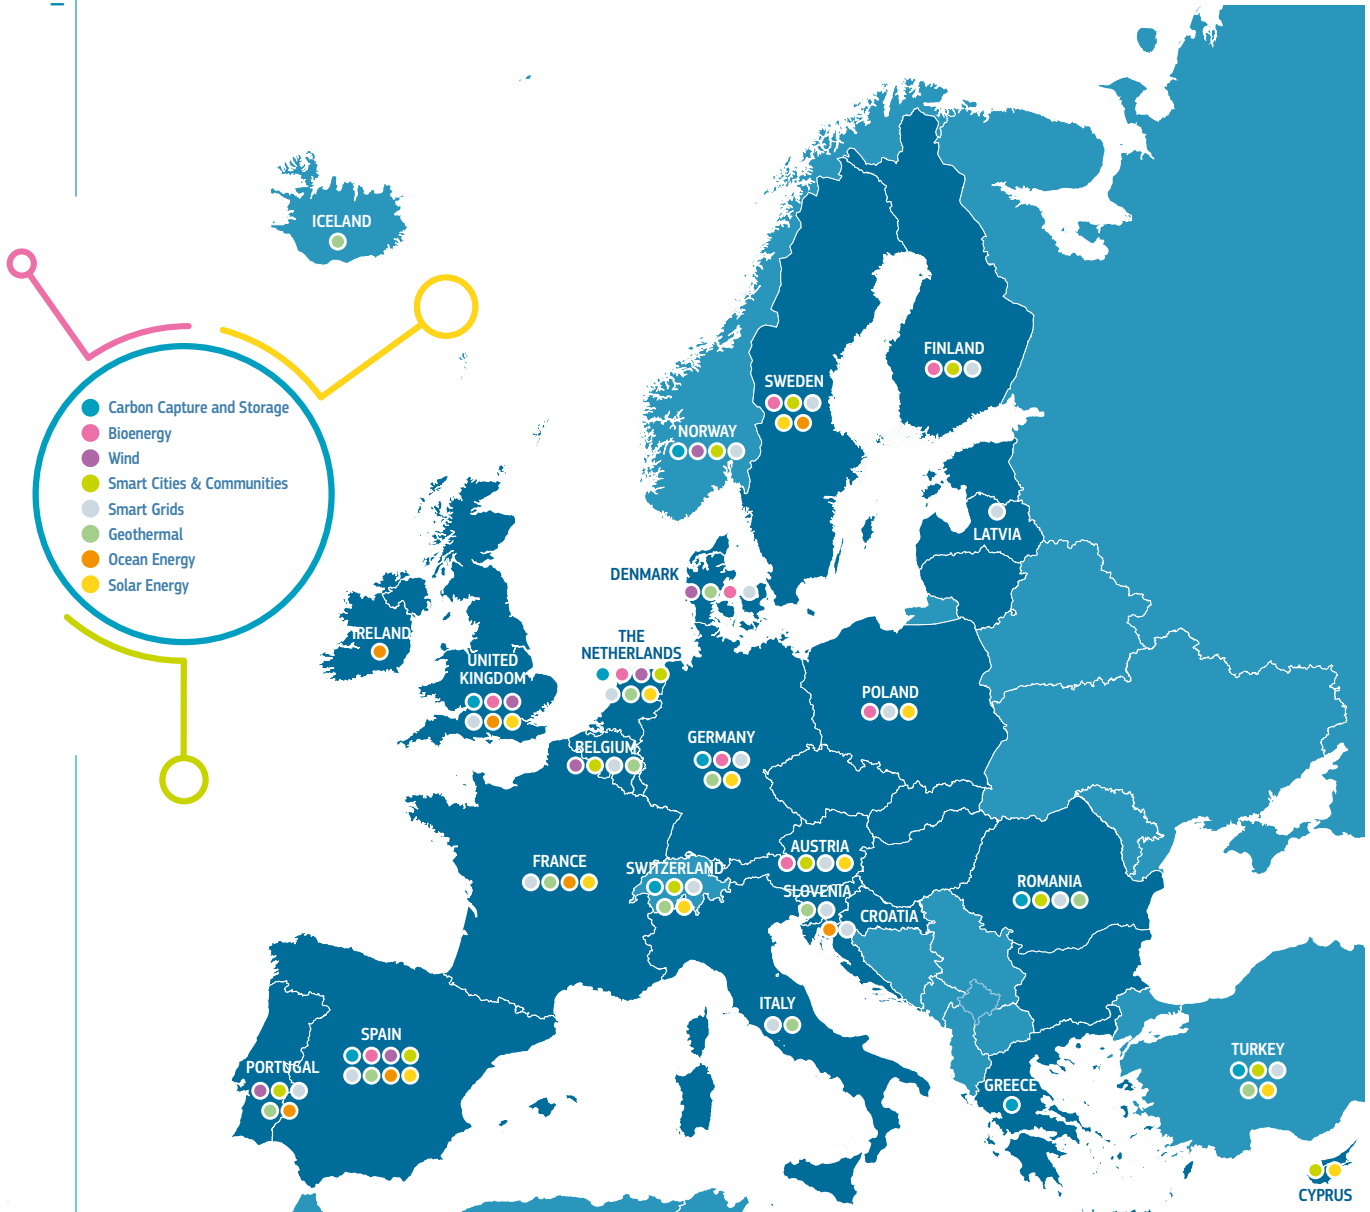 ICELAND
FINLAND
SWEDEN
NORWAY
Carbon Capture and Storage
Bioenergy
Wind
Smart Cities & Communities
Smart Grids
Geothermal
Ocean Energy
Solar Energy
LATVIA
DENMARK
IRELAND
THE
NETHERLANDS
UNITED
KINGDOM
POLAND
GERMANY
BELGIUM
AUSTRIA
FRANCE
SWITZERLAND
SLOVENIA
ROMANIA
CROATIA
ITALY
SPAIN
PORTUGAL
TURKEY
GREECE
CYPRUS